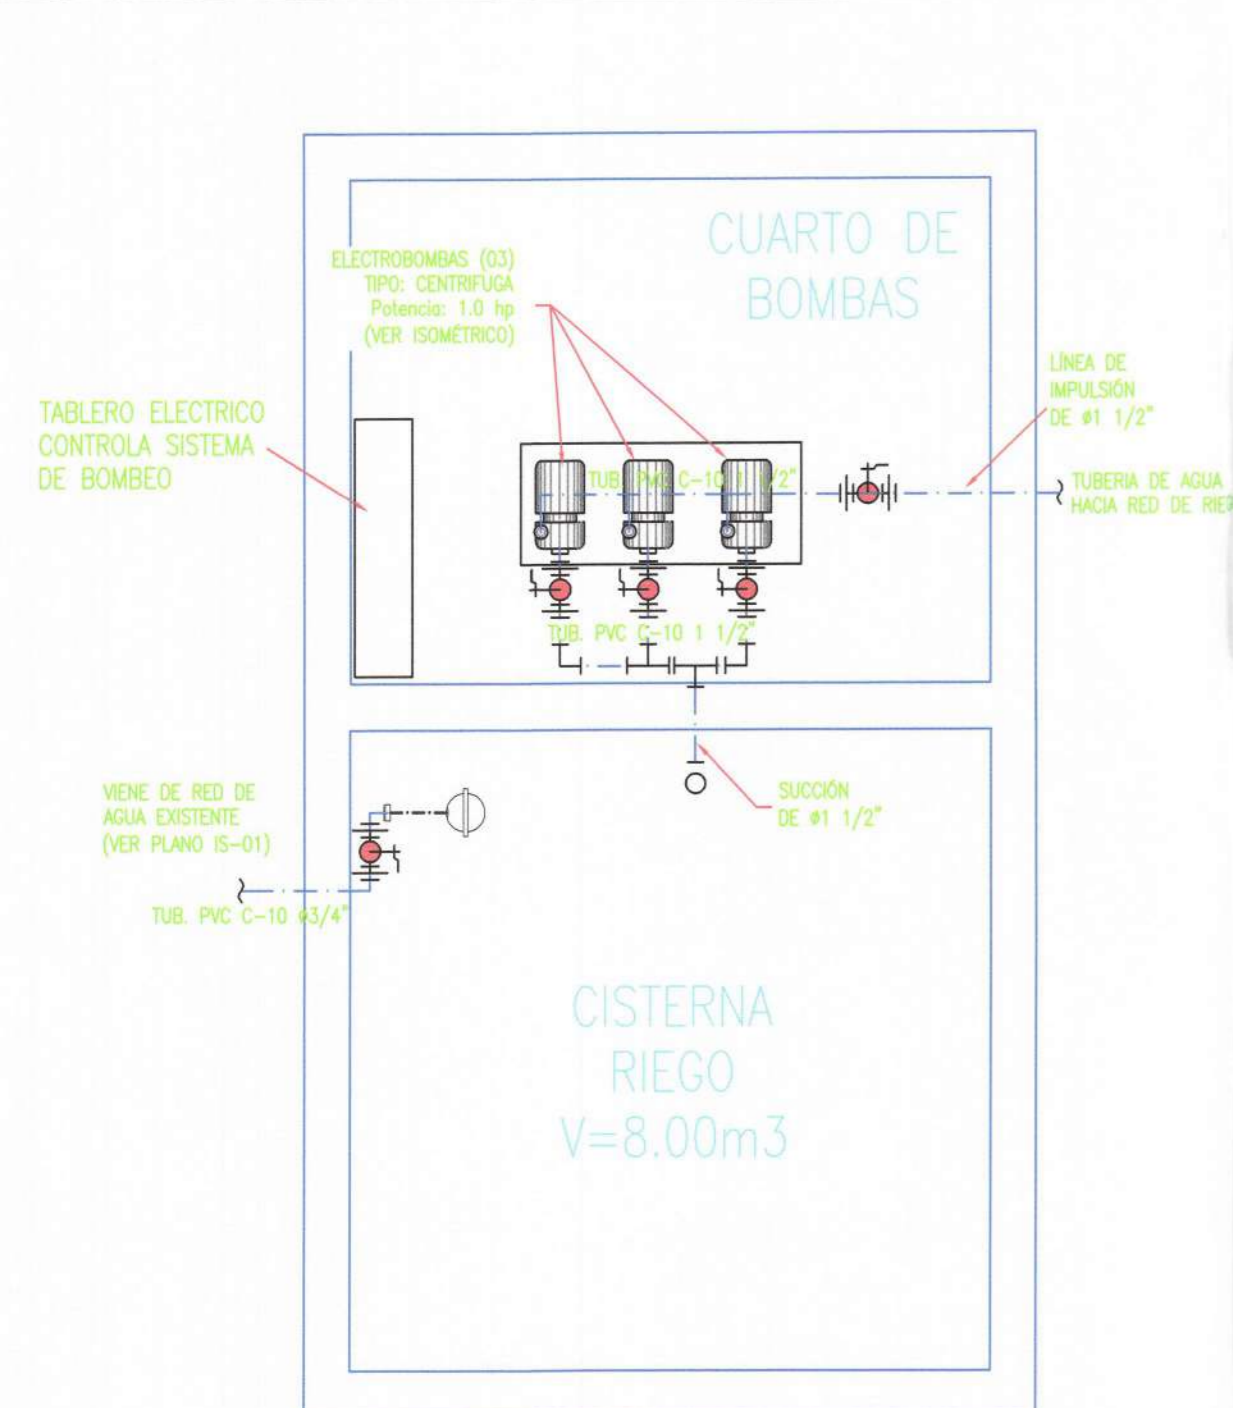 CUARTO DE
BOMBAS
ELECTROBOMBAS (03)
TIPO: CENTRIFUGA
Potencia: 1.0 hp
(VER ISOMÉTRICO)
LÍNEA DE
IMPULSIÓN
DE ø1 1/2"
TABLERO ELECTRICO
CONTROLA SISTEMA
DE BOMBEO
TUB. PVC C-10 1 1/2"
TUBERIA DE AGUA
HACIA RED DE
TUB. PVC C-10 1 1/2"
VIENE DE RED DE
AGUA EXISTENTE
(VER PLANO IS-01)
SUCCIÓN
DE ø1 1/2"
TUB. PVC C-10 ø3/4"
CISTERNA
RIEGO
V=8.00m3